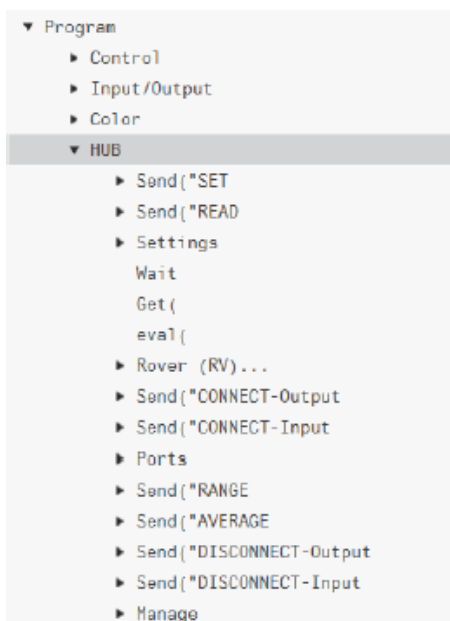 Program
Control
Input/Output
Color
HUB
Send("SET
Send("READ
Settings
Wait
Get(
eval(
Rover (RV)...
Send("CONNECT-Output
Send("CONNECT-Input
Ports
Send("RANGE
Send("AVERAGE
Send("DISCONNECT-Output
Send("DISCONNECT-Input
Manage